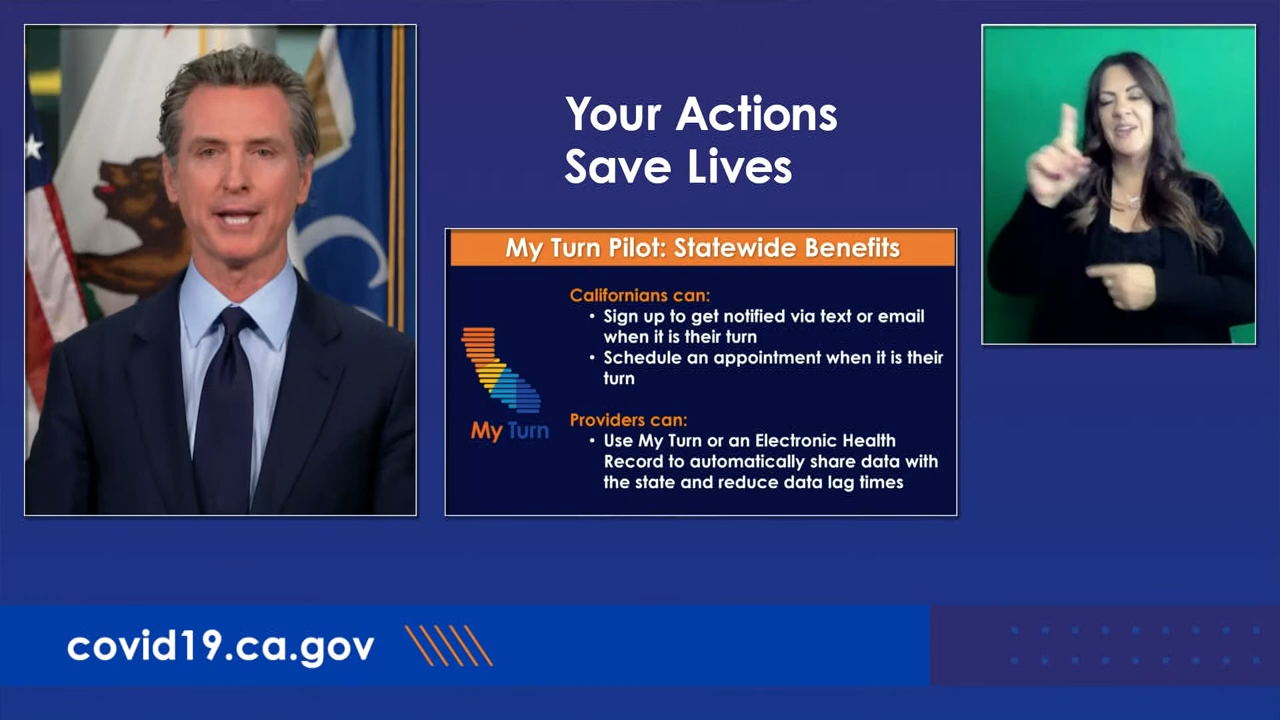 Your Actions
Save Lives
My Turn Pilot: Statewide Benefits
Californians can:
• Sign up to get notified via text or email
when it is their turn
• Schedule an appointment when it is their
turn
My Turn
Providers can:
• Use My Turn or an Electronic Health
Record to automatically share data with
the state and reduce data lag times
covid19.ca.gov